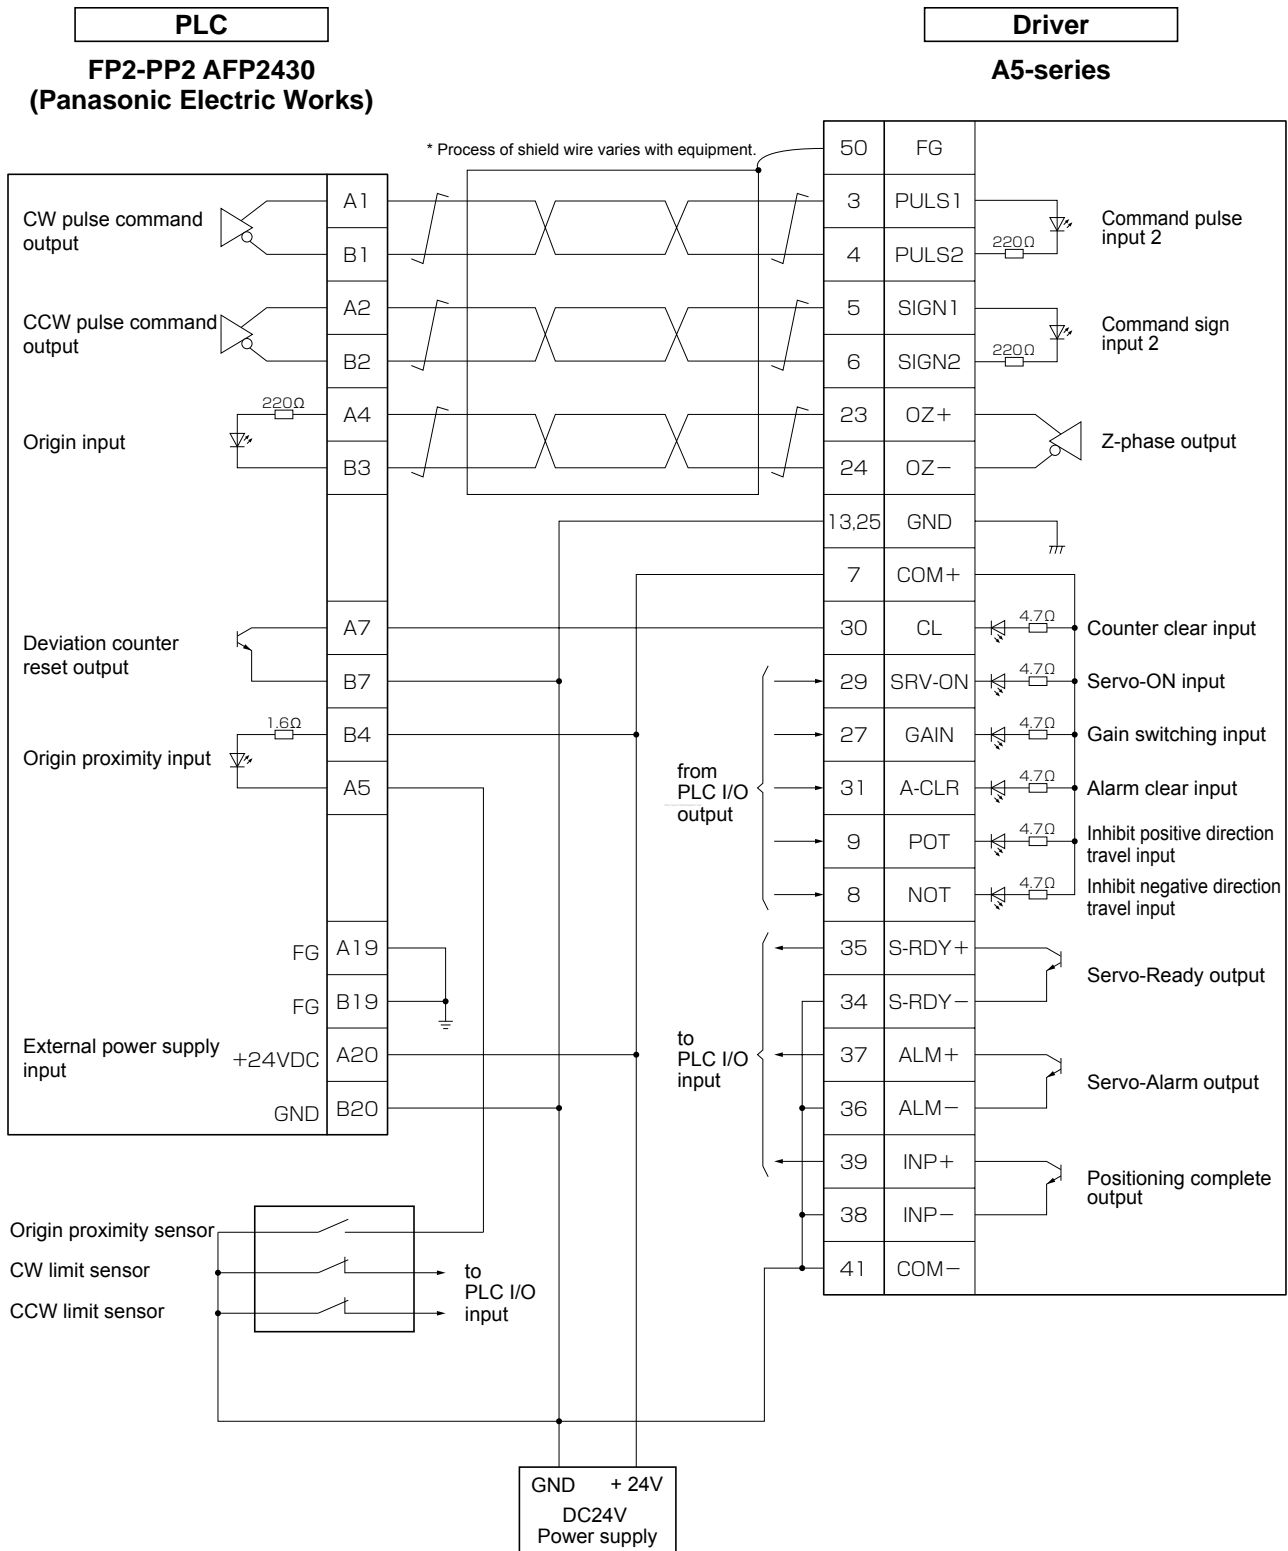 PLC
Driver
FP2-PP2 AFP2430
(Panasonic Electric Works)
A5-series
* Process of shield wire varies with equipment.
CW pulse command
output
A1
B1
CCW pulse command
output
A2
B2
Origin input
220Ω
A4
B3
Deviation counter
reset output
A7
B7
Origin proximity input
1.6Ω
B4
A5
FG
A19
FG
B19
External power supply
input
+24VDC
A20
GND
B20
50 FG
3 PULS1
4 PULS2
220Ω
Command pulse
input 2
5 SIGN1
6 SIGN2
220Ω
Command sign
input 2
23 OZ+
24 OZ−
Z-phase output
13,25 GND
7 COM+
30 CL 4.7Ω Counter clear input
29 SRV-ON 4.7Ω Servo-ON input
27 GAIN 4.7Ω Gain switching input
31 A-CLR 4.7Ω Alarm clear input
9 POT 4.7Ω Inhibit positive direction
travel input
8 NOT 4.7Ω Inhibit negative direction
travel input
from
PLC I/O
output
35 S-RDY+
34 S-RDY−
Servo-Ready output
37 ALM+
36 ALM−
Servo-Alarm output
39 INP+
38 INP−
Positioning complete
output
41 COM−
to
PLC I/O
input
Origin proximity sensor
CW limit sensor
CCW limit sensor
to
PLC I/O
input
GND + 24V
DC24V
Power supply